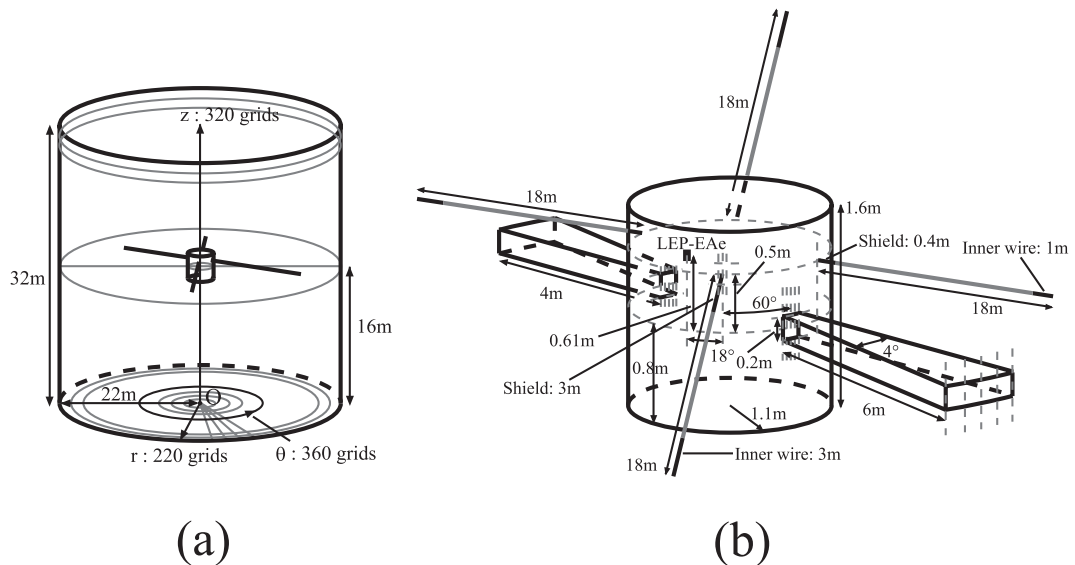 z : 320 grids
32m
16m
22m
O
r : 220 grids
θ : 360 grids
(a)
18m
18m
1.6m
LEP-EAe
Shield: 0.4m
0.5m
Inner wire: 1m
4m
60°
18m
0.61m
18°
0.2m
4°
Shield: 3m
0.8m
1.1m
6m
18m
Inner wire: 3m
(b)